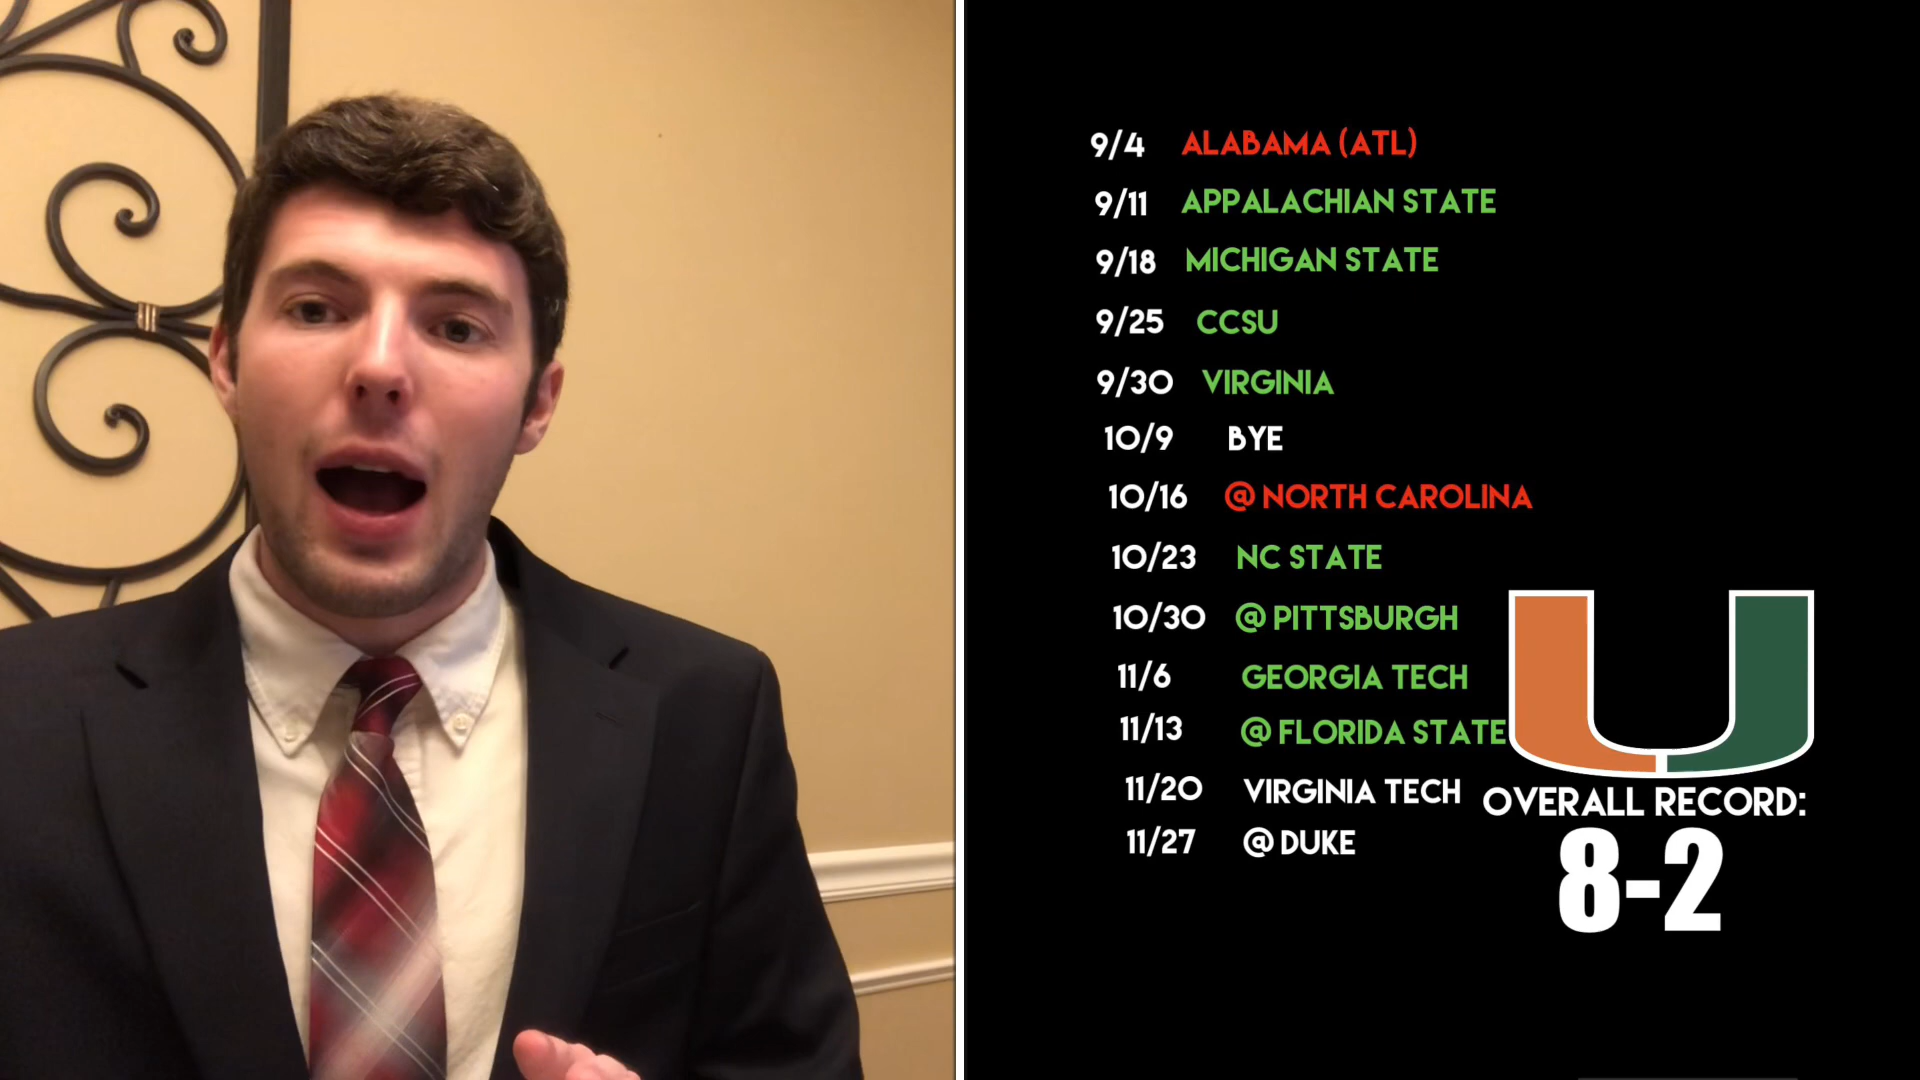 9/4 ALABAMA (ATL)
9/11 APPALACHIAN STATE
9/18 MICHIGAN STATE
9/25 CCSU
9/30 VIRGINIA
10/9 BYE
10/16 @ NORTH CAROLINA
10/23 NC STATE
10/30 @ PITTSBURGH
11/6 GEORGIA TECH
11/13 @ FLORIDA STATE
11/20 VIRGINIA TECH
11/27 @ DUKE
OVERALL RECORD:
8-2